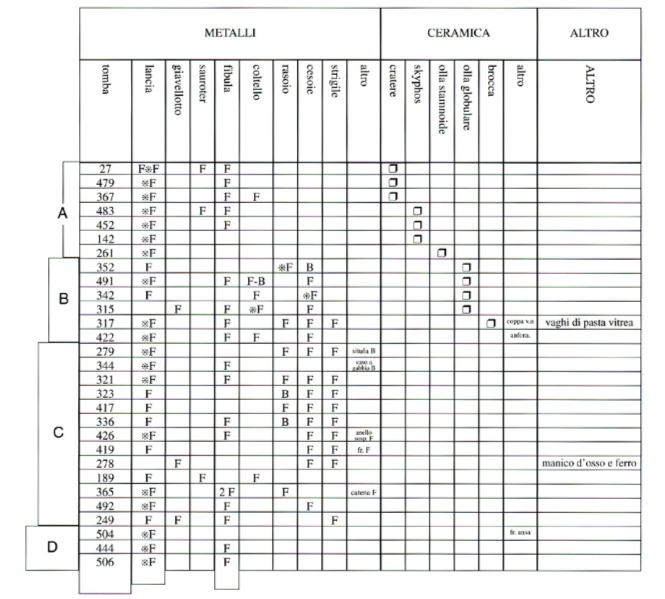 METALLI CERAMICA ALTRO
tomba lancia giavellotto sauroter fibula coltello rasoio cesoie strigile altro cratere skyphos olla stamnoide olla globulare brocca altro ALTRO
A
27 F※F F F ❒
479 ※F F ❒
367 ※F F F ❒
483 ※F F F ❒
452 ※F F ❒
142 ※F ❒
261 ※F ❒
B
352 F ※F B ❒
491 ※F F F-B F ❒
342 F F ※F ❒
315 F F ※F F ❒
317 ※F F F F F ❒ coppa v.n vaghi di pasta vitrea
422 ※F F F F anfora.
C
279 ※F F F F situla B
344 ※F F vaso a gabbia B
321 ※F F F F F
323 F B F F
417 F F F F
336 F F B F F
426 ※F F F F anello sosp. F
419 F F F fr. F
278 F F F manico d'osso e ferro
189 F F F
365 ※F 2 F F catena F
492 ※F F F
249 F F F F
D
504 ※F fr. ansa
444 ※F F
506 ※F F